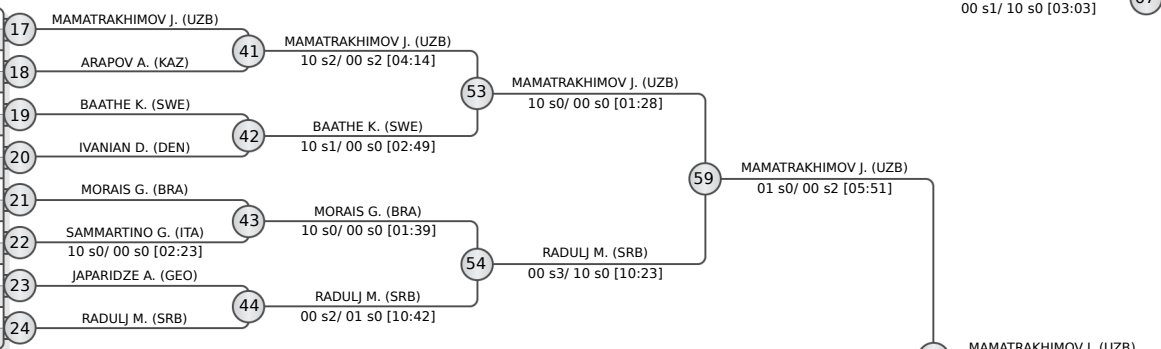 00 s1/ 10 s0 [03:03]
17
MAMATRAKHIMOV J. (UZB)
41
MAMATRAKHIMOV J. (UZB)
10 s2/ 00 s2 [04:14]
18
ARAPOV A. (KAZ)
53
MAMATRAKHIMOV J. (UZB)
10 s0/ 00 s0 [01:28]
19
BAATHE K. (SWE)
42
BAATHE K. (SWE)
10 s1/ 00 s0 [02:49]
20
IVANIAN D. (DEN)
59
MAMATRAKHIMOV J. (UZB)
01 s0/ 00 s2 [05:51]
21
MORAIS G. (BRA)
43
MORAIS G. (BRA)
10 s0/ 00 s0 [01:39]
22
SAMMARTINO G. (ITA)
10 s0/ 00 s0 [02:23]
54
RADULJ M. (SRB)
00 s3/ 10 s0 [10:23]
23
JAPARIDZE A. (GEO)
44
RADULJ M. (SRB)
00 s2/ 01 s0 [10:42]
24
RADULJ M. (SRB)
MAMATRAKHIMOV J. (UZB)